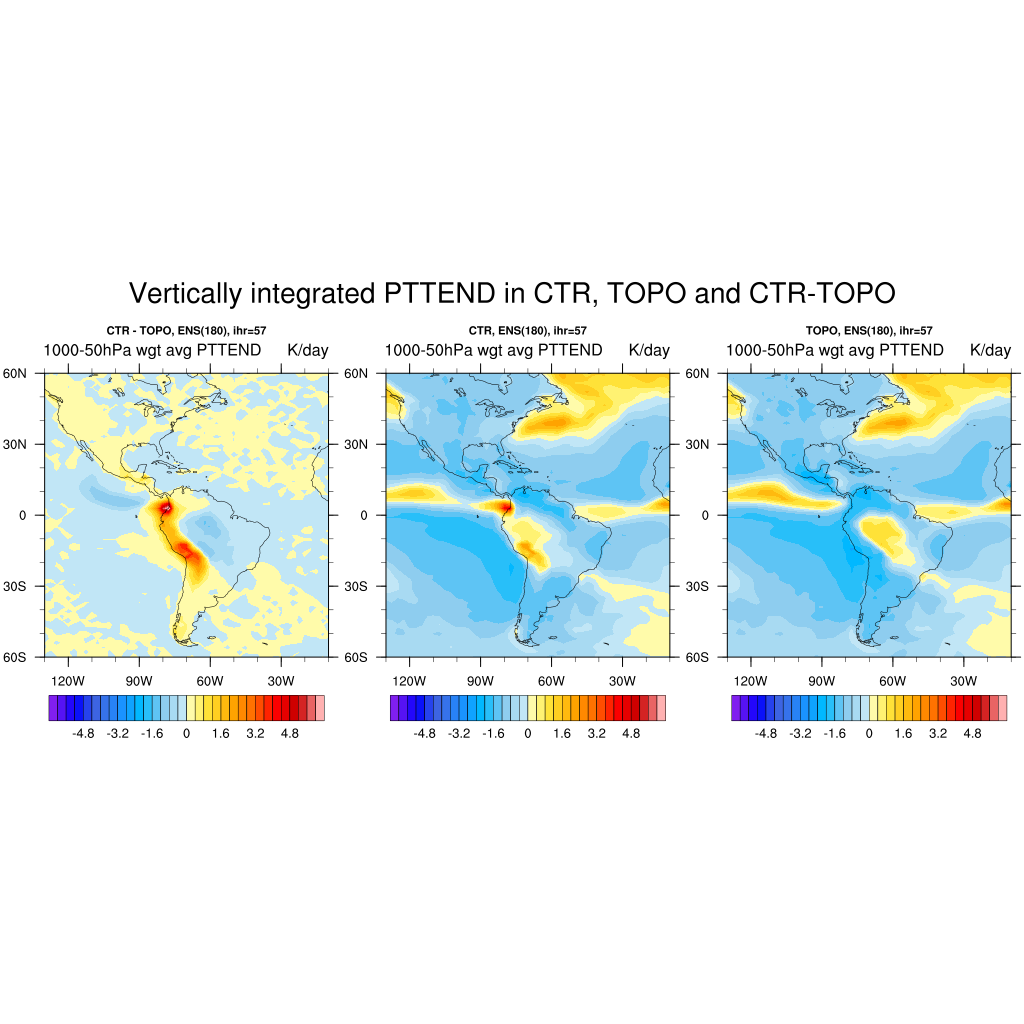 Vertically integrated PTTEND in CTR, TOPO and CTR-TOPO
CTR - TOPO, ENS(180), ihr=57
1000-50hPa wgt avg PTTEND K/day
60N
30N
0
30S
60S
120W 90W 60W 30W
-4.8 -3.2 -1.6 0 1.6 3.2 4.8
CTR, ENS(180), ihr=57
1000-50hPa wgt avg PTTEND K/day
60N
30N
0
30S
60S
120W 90W 60W 30W
-4.8 -3.2 -1.6 0 1.6 3.2 4.8
TOPO, ENS(180), ihr=57
1000-50hPa wgt avg PTTEND K/day
60N
30N
0
30S
60S
120W 90W 60W 30W
-4.8 -3.2 -1.6 0 1.6 3.2 4.8